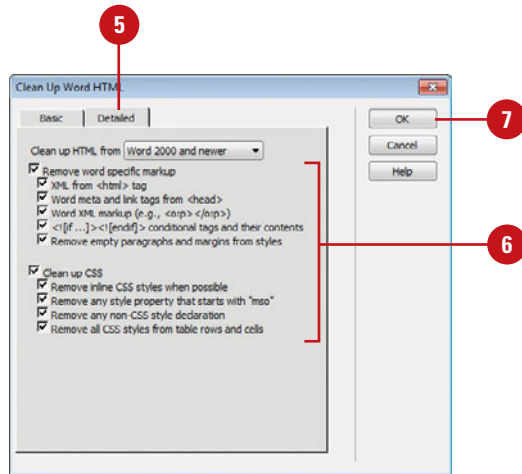 5
Clean Up Word HTML
Basic Detailed
OK
7
Clean up HTML from Word 2000 and newer
Cancel
Remove word specific markup
Help
XML from <html> tag
Word meta and link tags from <head>
Word XML markup (e.g., <o:p> </o:p>)
<![if ...]><![endif]> conditional tags and their contents
Remove empty paragraphs and margins from styles
6
Clean up CSS
Remove inline CSS styles when possible
Remove any style property that starts with "mso"
Remove any non-CSS style declaration
Remove all CSS styles from table rows and cells